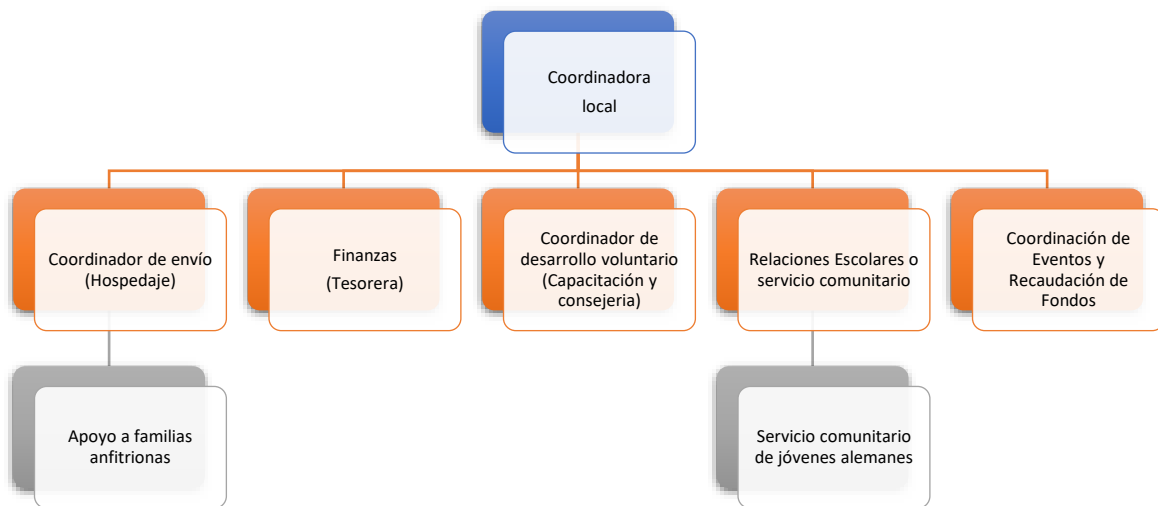 Coordinadora
local
Coordinador de envío
(Hospedaje)
Finanzas
(Tesorera)
Coordinador de
desarrollo voluntario
(Capacitación y
consejeria)
Relaciones Escolares o
servicio comunitario
Coordinación de
Eventos y
Recaudación de
Fondos
Apoyo a familias
anfitrionas
Servicio comunitario
de jóvenes alemanes